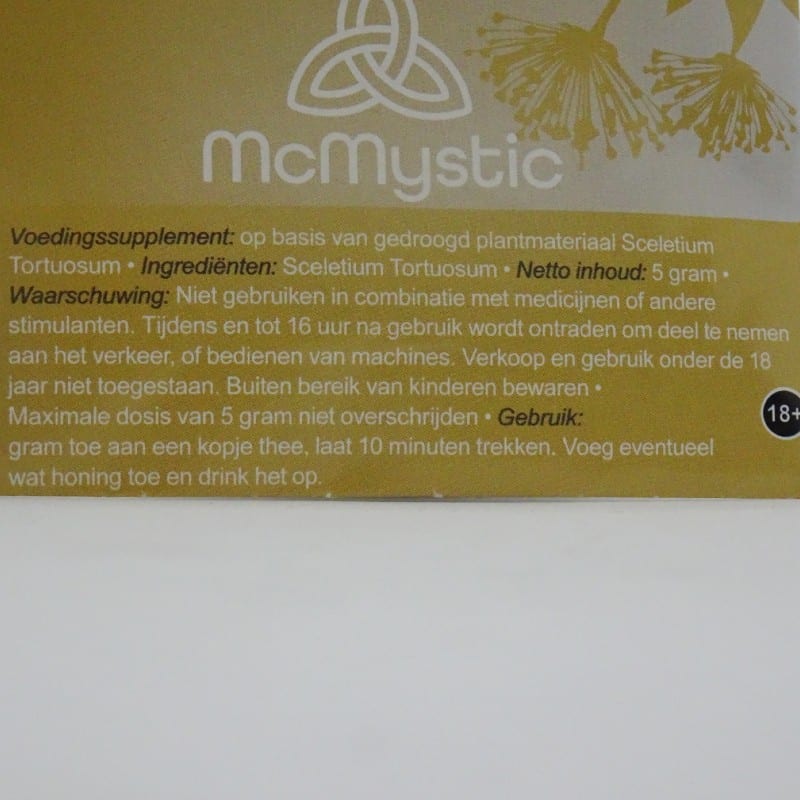 McMystic
Voedingssupplement: op basis van gedroogd plantmateriaal Sceletium
Tortuosum • Ingrediënten: Sceletium Tortuosum • Netto inhoud: 5 gram •
Waarschuwing: Niet gebruiken in combinatie met medicijnen of andere
stimulanten. Tijdens en tot 16 uur na gebruik wordt ontraden om deel te nemen
aan het verkeer, of bedienen van machines. Verkoop en gebruik onder de 18
jaar niet toegestaan. Buiten bereik van kinderen bewaren •
Maximale dosis van 5 gram niet overschrijden • Gebruik:
gram toe aan een kopje thee, laat 10 minuten trekken. Voeg eventueel
wat honing toe en drink het op.
18+